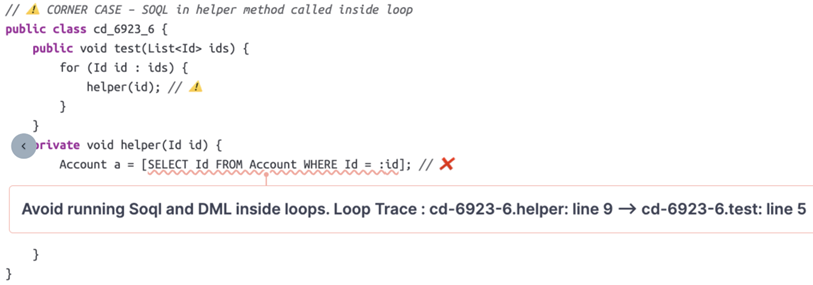 // ⚠️ CORNER CASE – SOQL in helper method called inside loop
public class cd_6923_6 {
public void test(List<Id> ids) {
for (Id id : ids) {
helper(id); // ⚠️
}
}
private void helper(Id id) {
Account a = [SELECT Id FROM Account WHERE Id = :id]; // ❌
Avoid running Soql and DML inside loops. Loop Trace : cd-6923-6.helper: line 9 --> cd-6923-6.test: line 5
}
}